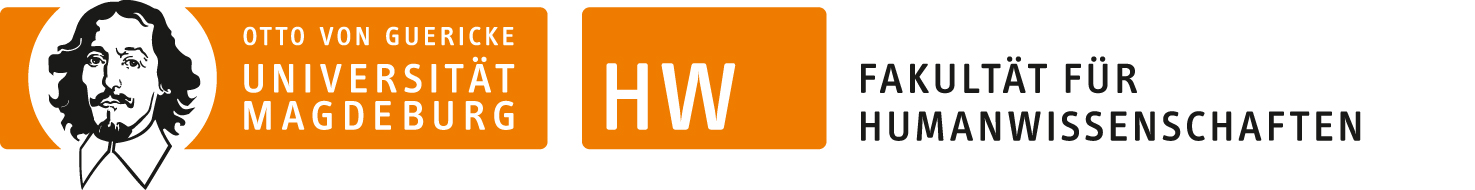 OTTO VON GUERICKE
UNIVERSITÄT
MAGDEBURG
HW
FAKULTÄT FÜR
HUMANWISSENSCHAFTEN